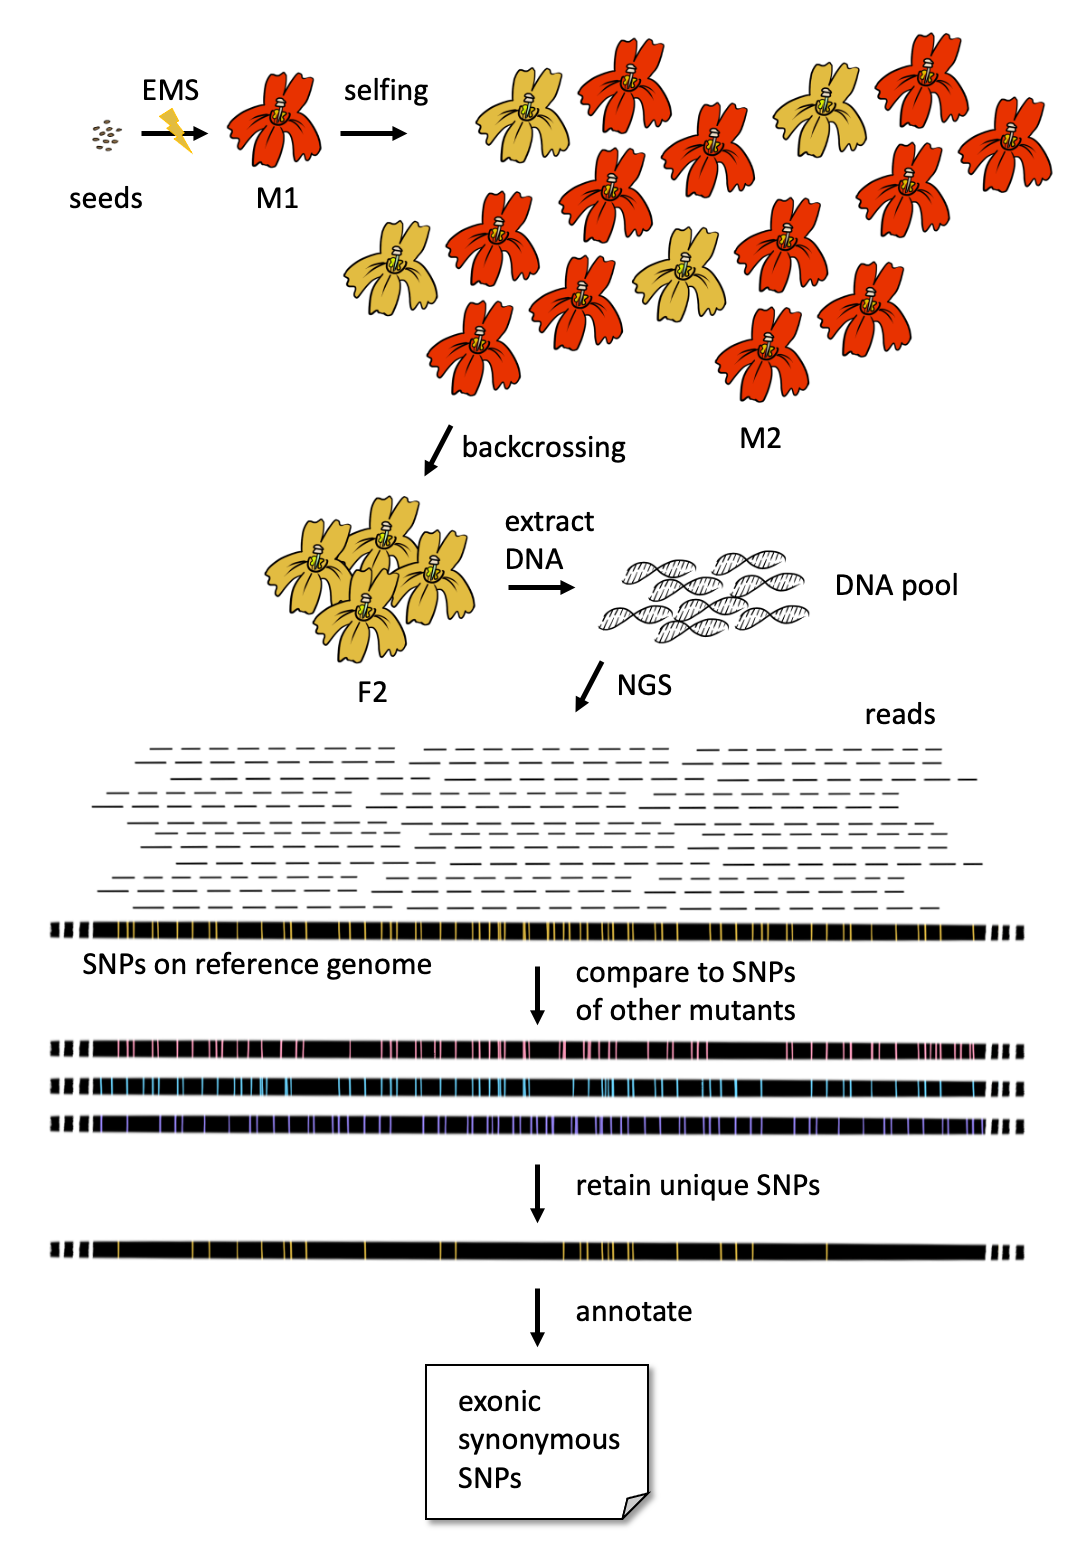 EMS
selfing
seeds
M1
M2
backcrossing
extract
DNA
DNA pool
F2
NGS
reads
SNPs on reference genome
compare to SNPs
of other mutants
retain unique SNPs
annotate
exonic
synonymous
SNPs